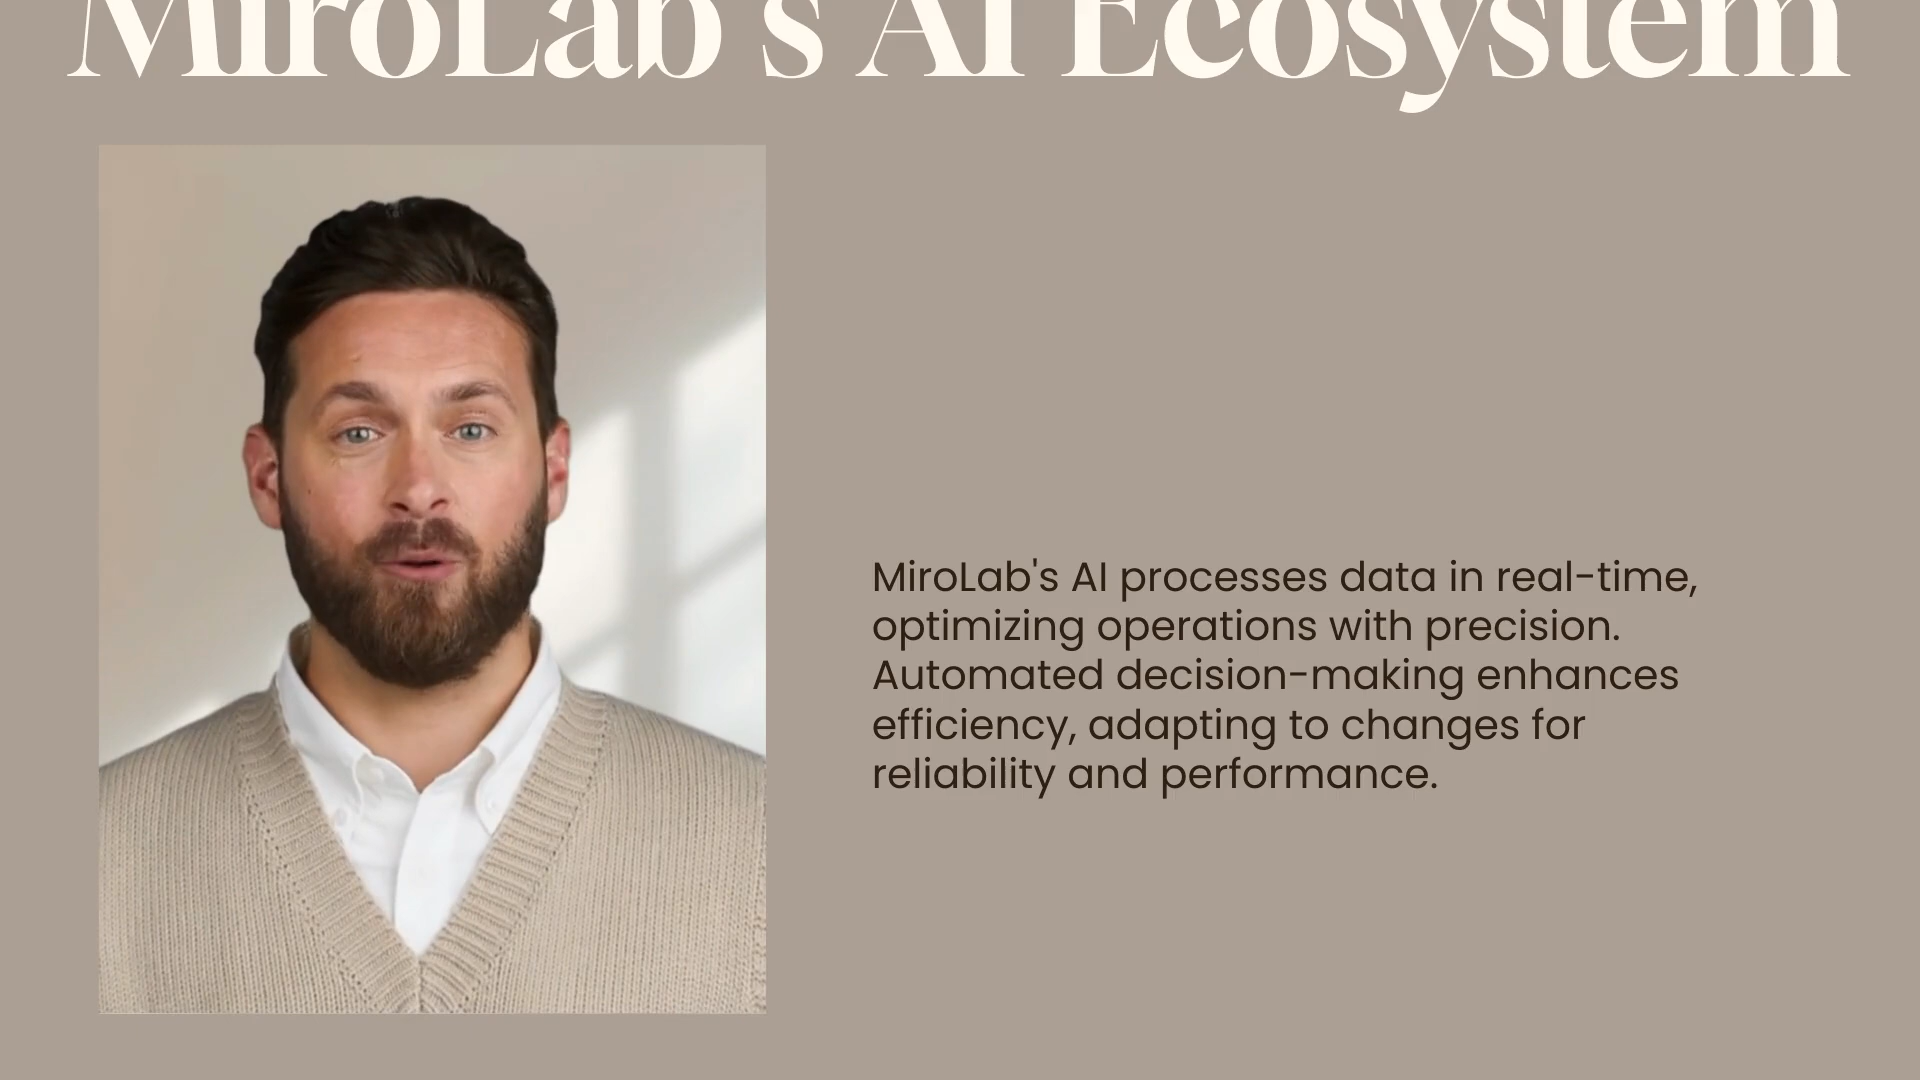 MiroLab's AI Ecosystem
MiroLab's AI processes data in real-time,
optimizing operations with precision.
Automated decision-making enhances
efficiency, adapting to changes for
reliability and performance.